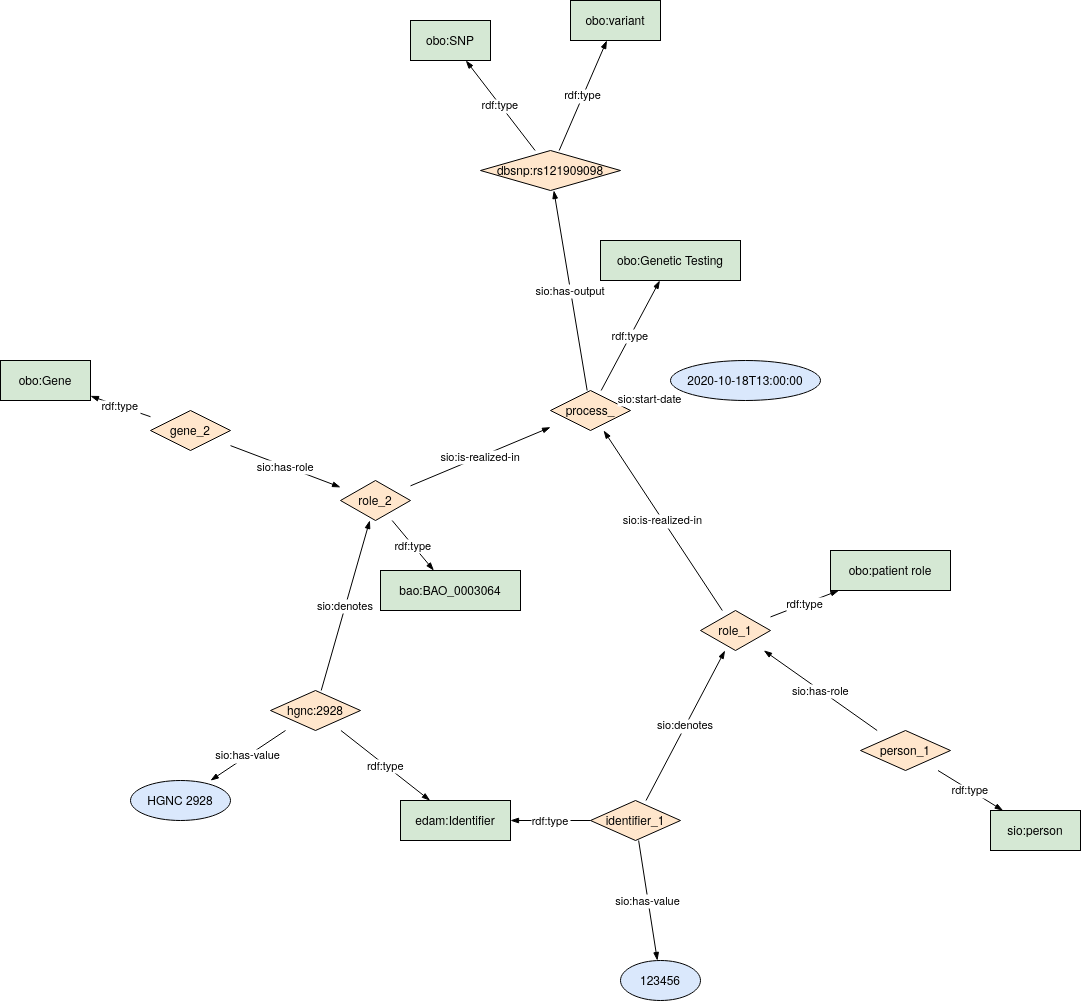 obo:variant
obo:SNP
rdf:type
rdf:type
dbsnp:rs121909098
obo:Genetic Testing
sio:has-output
rdf:type
obo:Gene
2020-10-18T13:00:00
sio:start-date
rdf:type
process_
gene_2
sio:is-realized-in
sio:has-role
role_2
sio:is-realized-in
rdf:type
obo:patient role
bao:BAO_0003064
sio:denotes
rdf:type
role_1
sio:has-role
hgnc:2928
sio:denotes
person_1
sio:has-value
rdf:type
rdf:type
HGNC 2928
edam:Identifier
rdf:type
identifier_1
sio:person
sio:has-value
123456